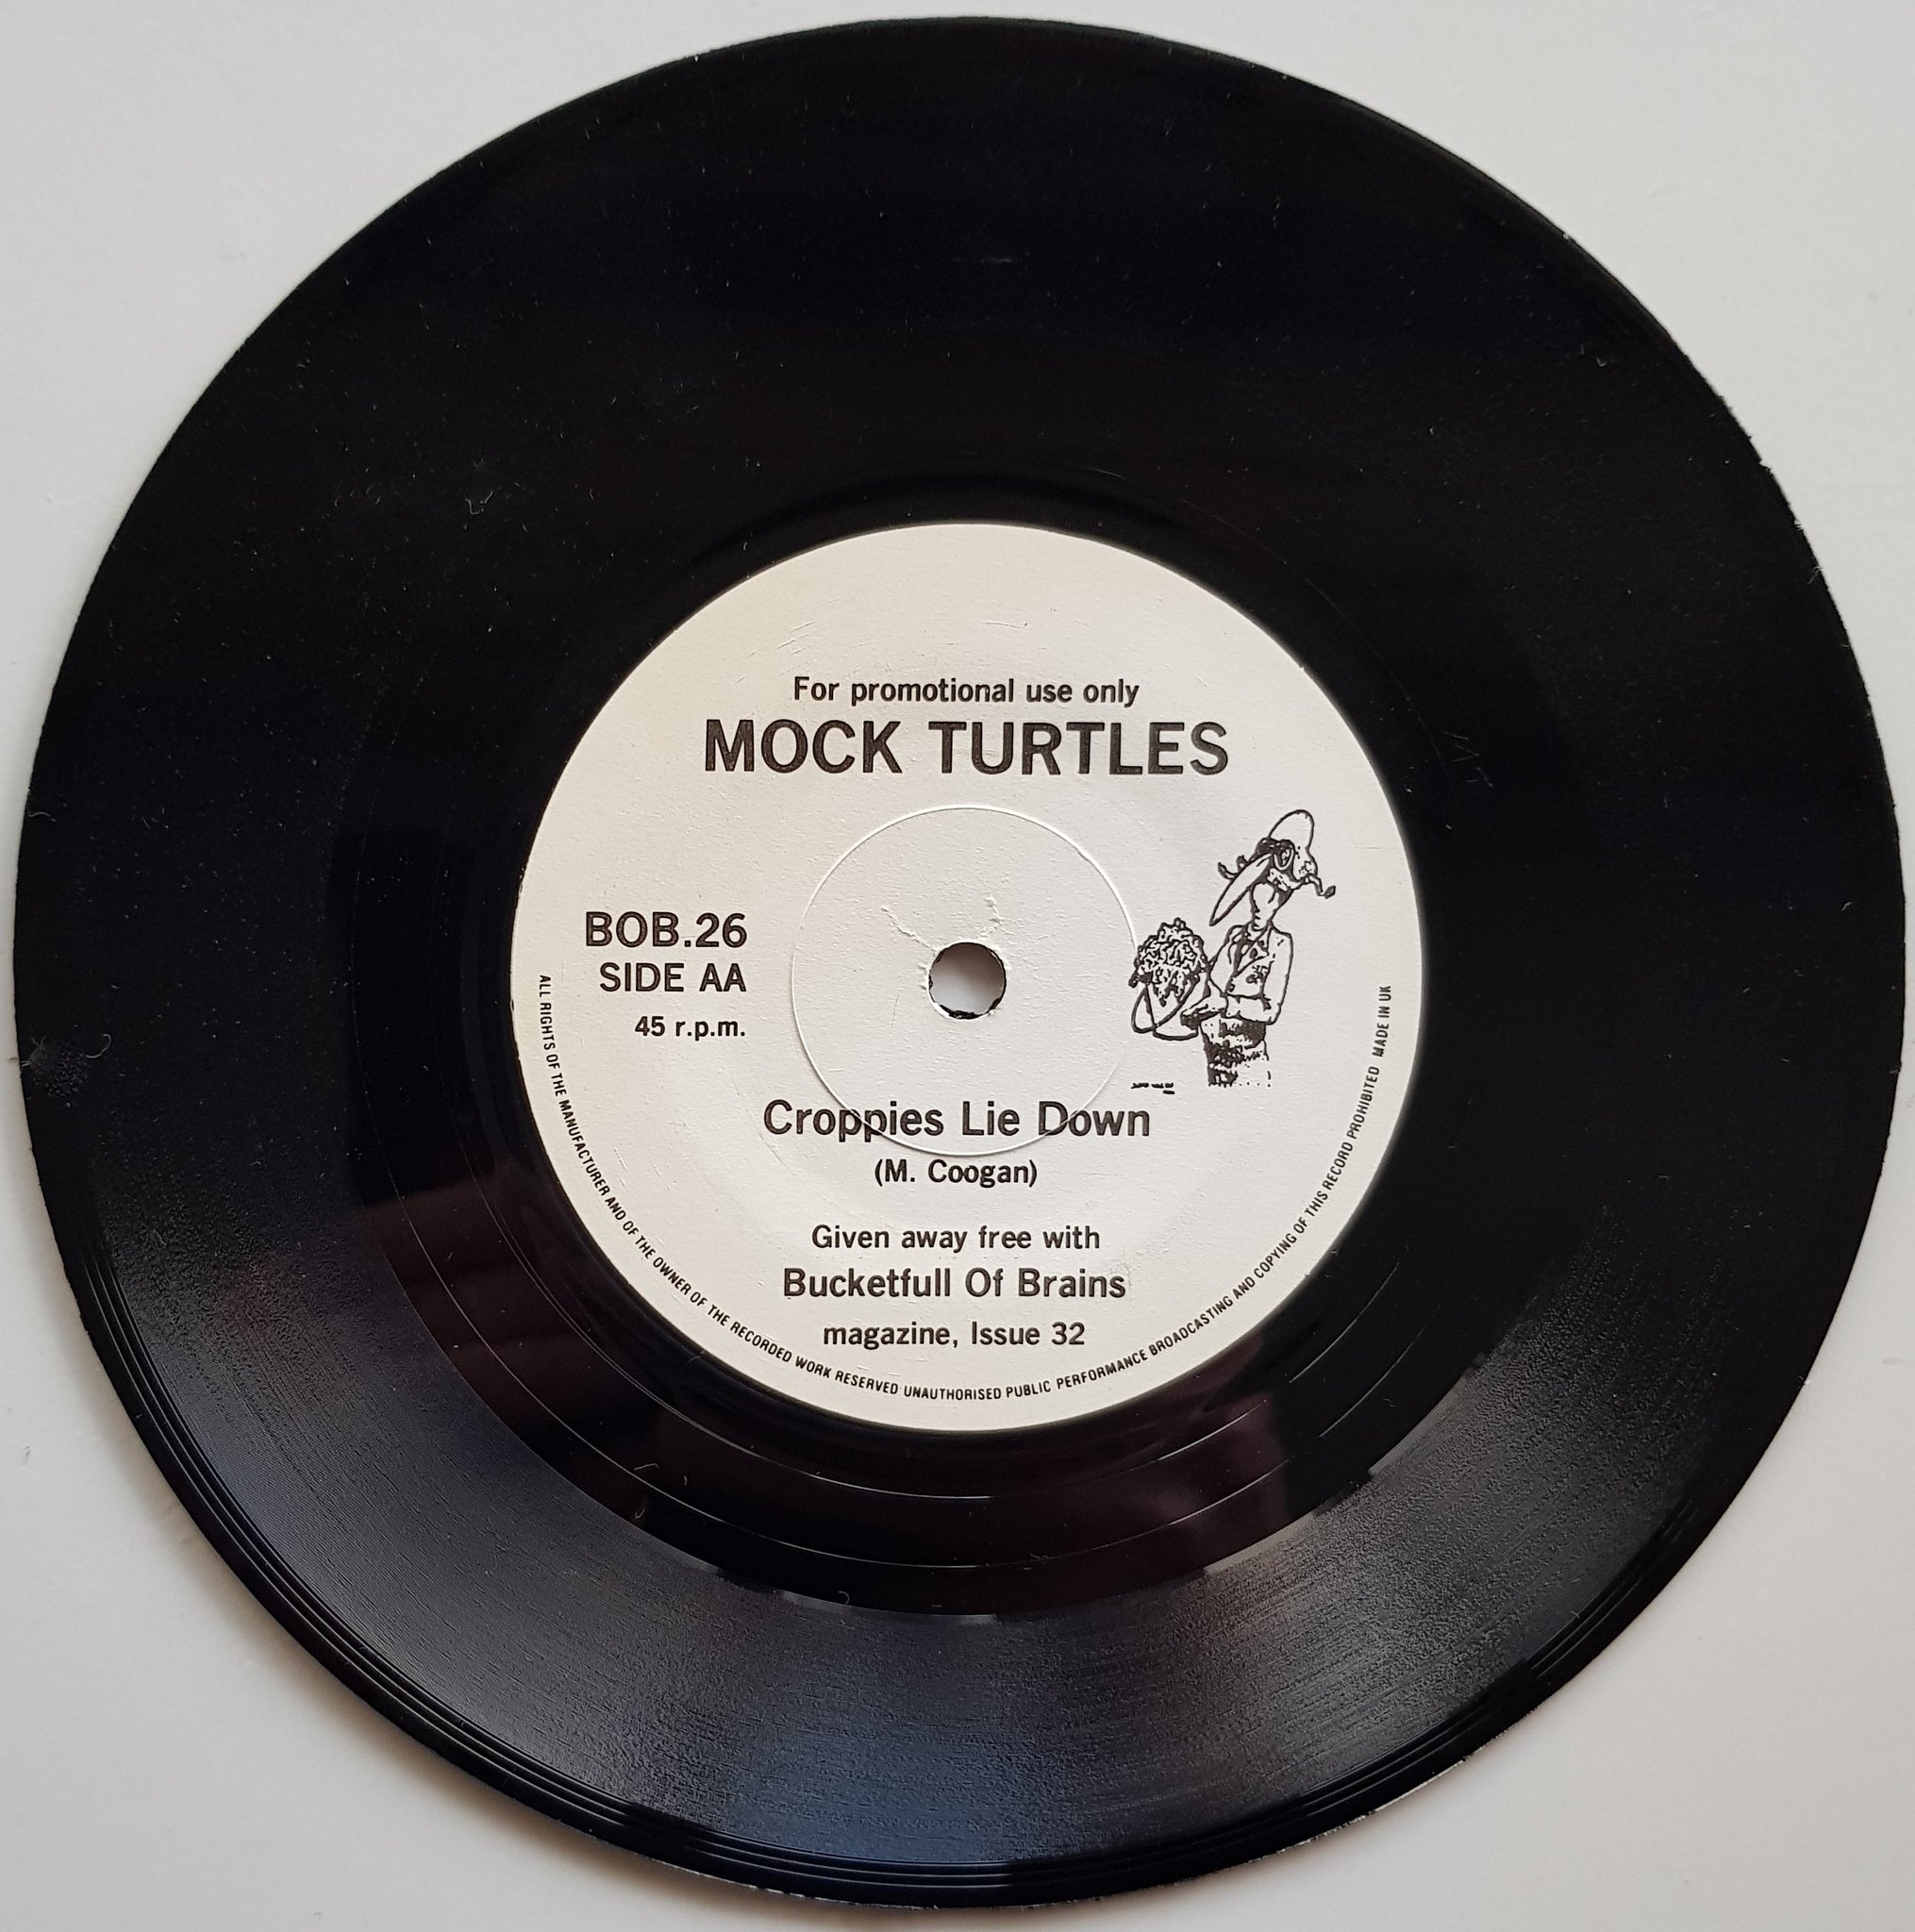 For promotional use only
MOCK TURTLES
BOB.26
SIDE AA
45 r.p.m.
Croppies Lie Down
(M. Coogan)
Given away free with
Bucketfull Of Brains
magazine, Issue 32
ALL RIGHTS OF THE MANUFACTURER AND OF THE OWNER OF THE RECORDED WORK RESERVED UNAUTHORISED PUBLIC PERFORMANCE BROADCASTING AND COPYING OF THIS RECORD PROHIBITED MADE IN UK